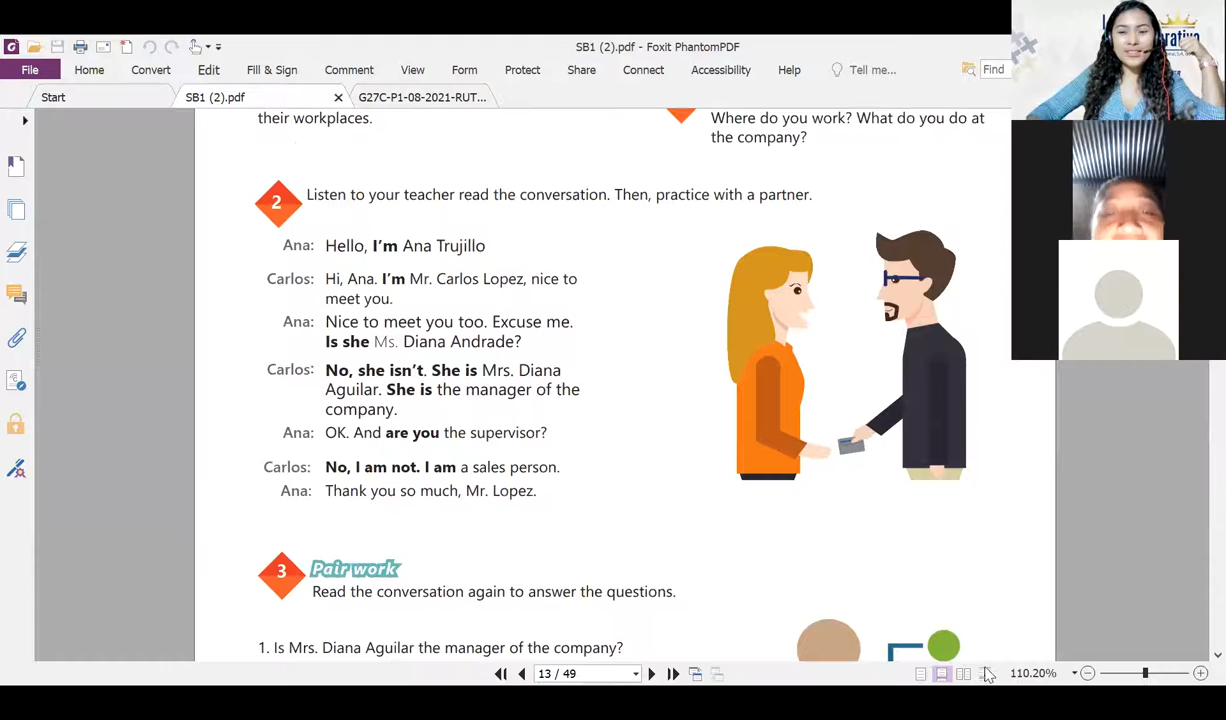 SB1 (2).pdf - Foxit PhantomPDF
File Home Convert Edit Fill & Sign Comment View Form Protect Share Connect Accessibility Help Tell me... Find
Start SB1 (2).pdf G27C-P1-08-2021-RUT...
their workplaces.
Where do you work? What do you do at
the company?
2 Listen to your teacher read the conversation. Then, practice with a partner.
Ana: Hello, I'm Ana Trujillo
Carlos: Hi, Ana. I'm Mr. Carlos Lopez, nice to
meet you.
Ana: Nice to meet you too. Excuse me.
Is she Ms. Diana Andrade?
Carlos: No, she isn't. She is Mrs. Diana
Aguilar. She is the manager of the
company.
Ana: OK. And are you the supervisor?
Carlos: No, I am not. I am a sales person.
Ana: Thank you so much, Mr. Lopez.
3 Pair work
Read the conversation again to answer the questions.
1. Is Mrs. Diana Aguilar the manager of the company?
13 / 49
110.20%